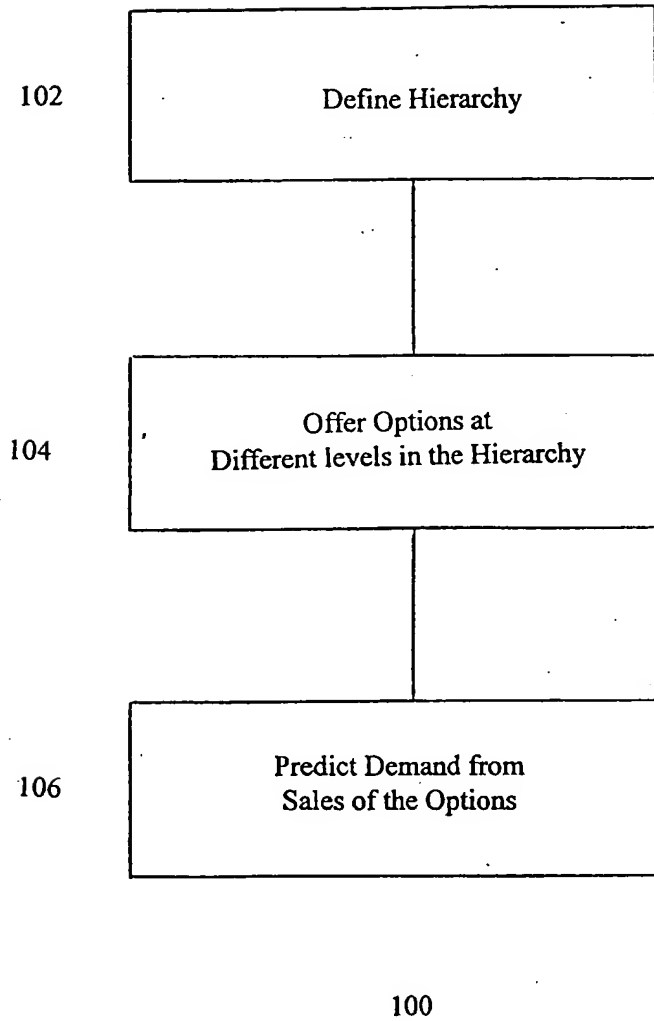 102
Define Hierarchy
104
Offer Options at
Different levels in the Hierarchy
106
Predict Demand from
Sales of the Options
100